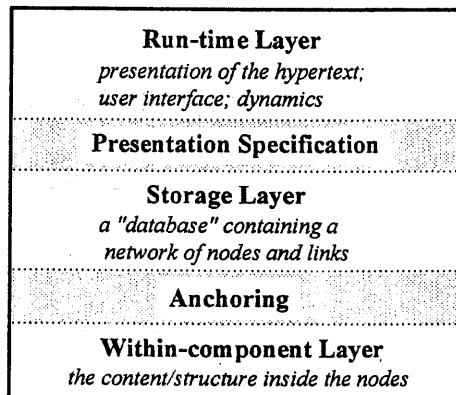 Run-time Layer
presentation of the hypertext;
user interface; dynamics
Presentation Specification
Storage Layer
a "database" containing a
network of nodes and links
Anchoring
Within-component Layer
the content/structure inside the nodes